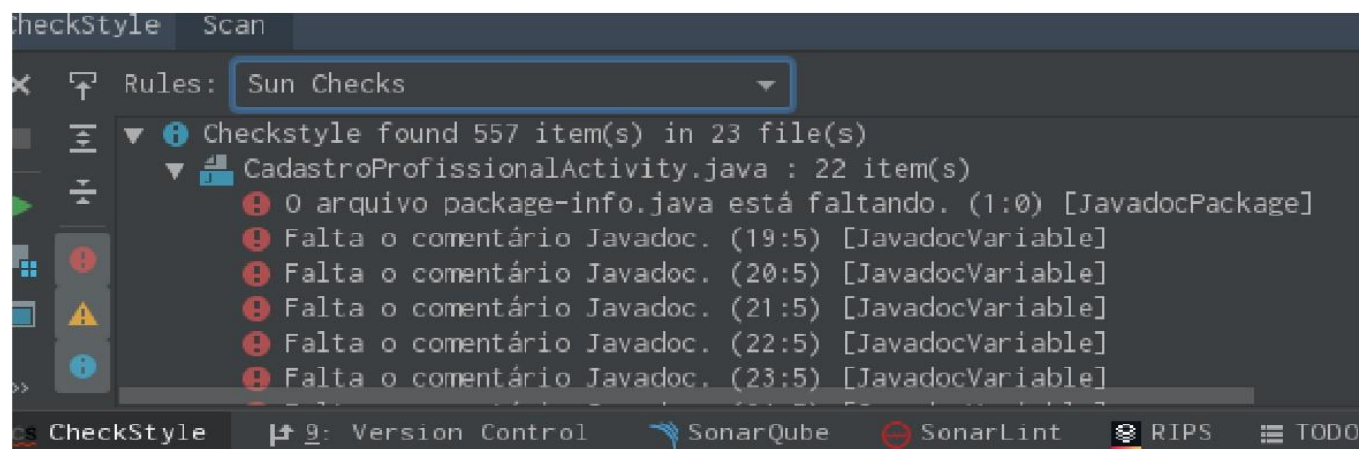 CheckStyle Scan
Rules: Sun Checks
Checkstyle found 557 item(s) in 23 file(s)
CadastroProfissionalActivity.java : 22 item(s)
O arquivo package-info.java está faltando. (1:0) [JavadocPackage]
Falta o comentário Javadoc. (19:5) [JavadocVariable]
Falta o comentário Javadoc. (20:5) [JavadocVariable]
Falta o comentário Javadoc. (21:5) [JavadocVariable]
Falta o comentário Javadoc. (22:5) [JavadocVariable]
Falta o comentário Javadoc. (23:5) [JavadocVariable]
CheckStyle 9: Version Control SonarQube SonarLint RIPS TODO